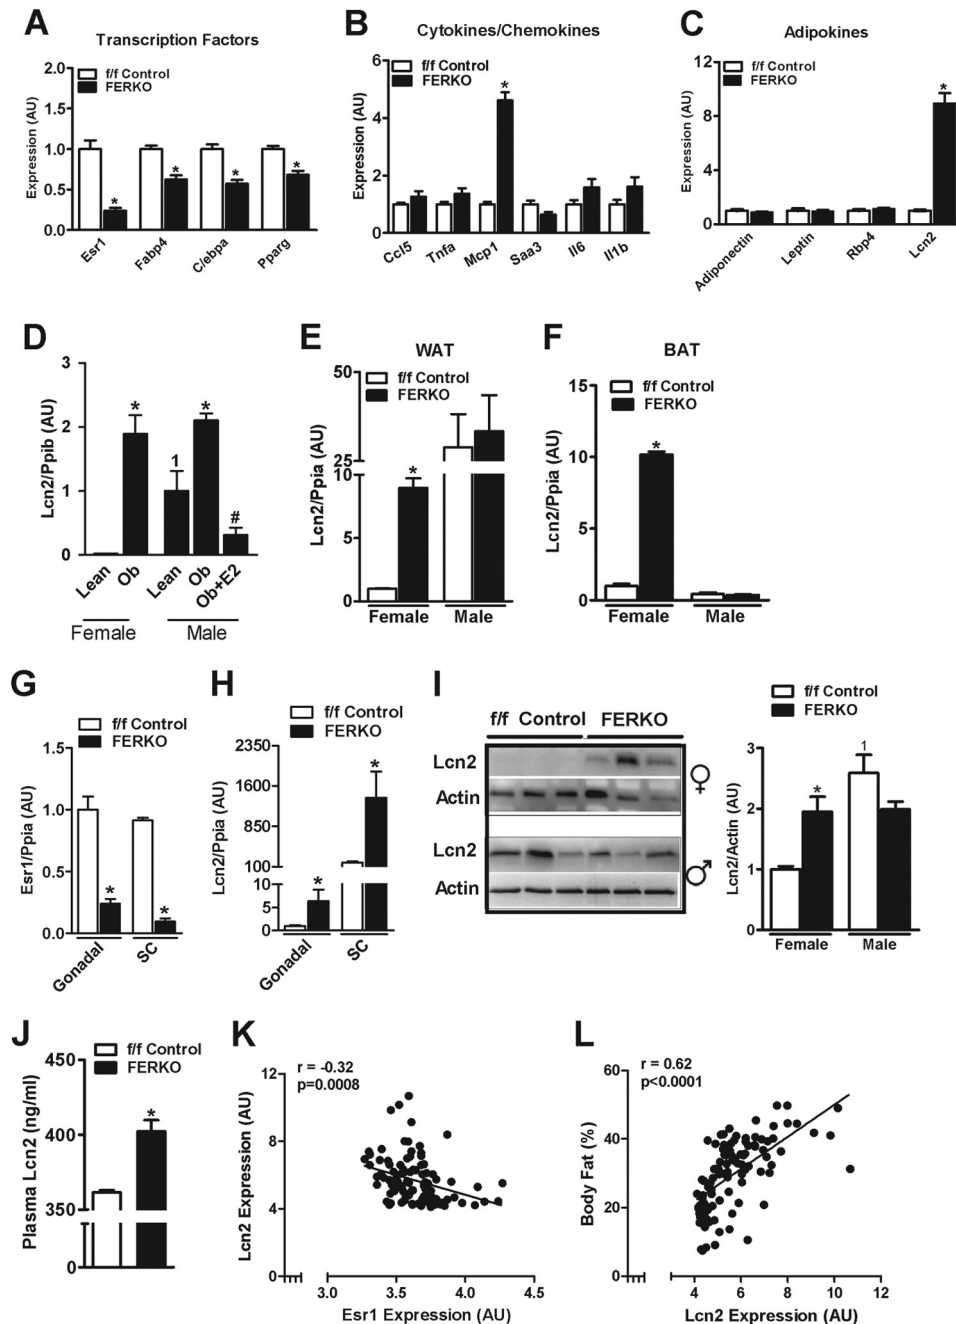 A
Transcription Factors
f/f Control
FERKO
Expression (AU)
2.0
1.5
1.0
0.5
0.0
* * * *
Esr1 Fabp4 C/ebpa Pparg
B
Cytokines/Chemokines
f/f Control
FERKO
Expression (AU)
6
4
2
0
*
Ccl5 Tnfa Mcp1 Saa3 Il6 Il1b
C
Adipokines
f/f Control
FERKO
Expression (AU)
12
8
4
0
*
Adiponectin Leptin Rbp4 Lcn2
D
Lcn2/Ppib (AU)
3
2
1
0
* 1 * #
Lean Ob Lean Ob Ob+E2
Female Male
E
WAT
f/f Control
FERKO
Lcn2/Ppia (AU)
50
25
10
5
0
*
Female Male
F
BAT
f/f Control
FERKO
Lcn2/Ppia (AU)
15
10
5
0
*
Female Male
G
f/f Control
FERKO
Esr1/Ppia (AU)
1.5
1.0
0.5
0.0
* *
Gonadal SC
H
f/f Control
FERKO
Lcn2/Ppia (AU)
2350
1600
850
100
10
5
0
* *
Gonadal SC
I
f/f Control FERKO
Lcn2
Actin
♀
Lcn2
Actin
♂
f/f Control
FERKO
Lcn2/Actin (AU)
3
2
1
0
* 1
Female Male
J
f/f Control
FERKO
Plasma Lcn2 (ng/ml)
450
400
350
0
*
K
r = -0.32
p=0.0008
Lcn2 Expression (AU)
12
8
4
0
3.0 3.5 4.0 4.5
Esr1 Expression (AU)
L
r = 0.62
p<0.0001
Body Fat (%)
60
40
20
0
4 6 8 10 12
Lcn2 Expression (AU)